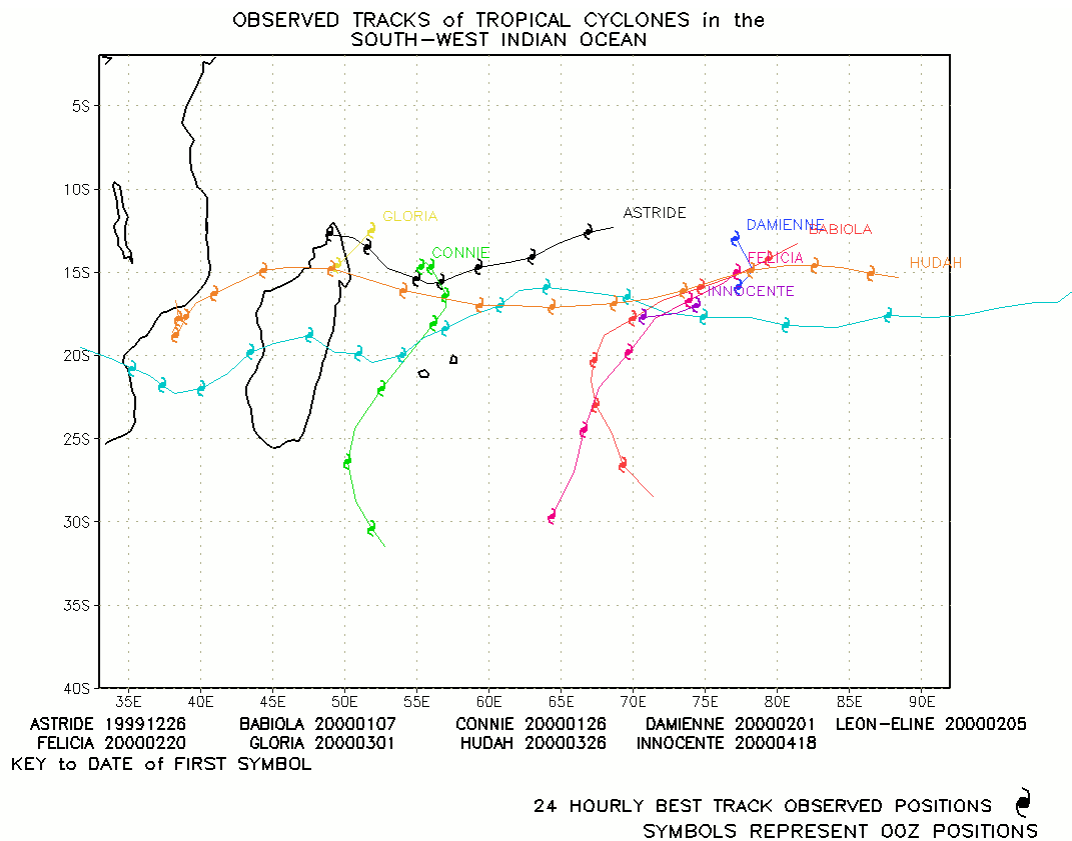 OBSERVED TRACKS of TROPICAL CYCLONES in the
SOUTH-WEST INDIAN OCEAN
5S
10S
15S
20S
25S
30S
35S
40S
GLORIA
ASTRIDE
CONNIE
DAMIENNE
BABIOLA
FELICIA
HUDAH
INNOCENTE
35E 40E 45E 50E 55E 60E 65E 70E 75E 80E 85E 90E
ASTRIDE 19991226 BABIOLA 20000107 CONNIE 20000126 DAMIENNE 20000201 LEON-ELINE 20000205
FELICIA 20000220 GLORIA 20000301 HUDAH 20000326 INNOCENTE 20000418
KEY to DATE of FIRST SYMBOL
24 HOURLY BEST TRACK OBSERVED POSITIONS
SYMBOLS REPRESENT 00Z POSITIONS